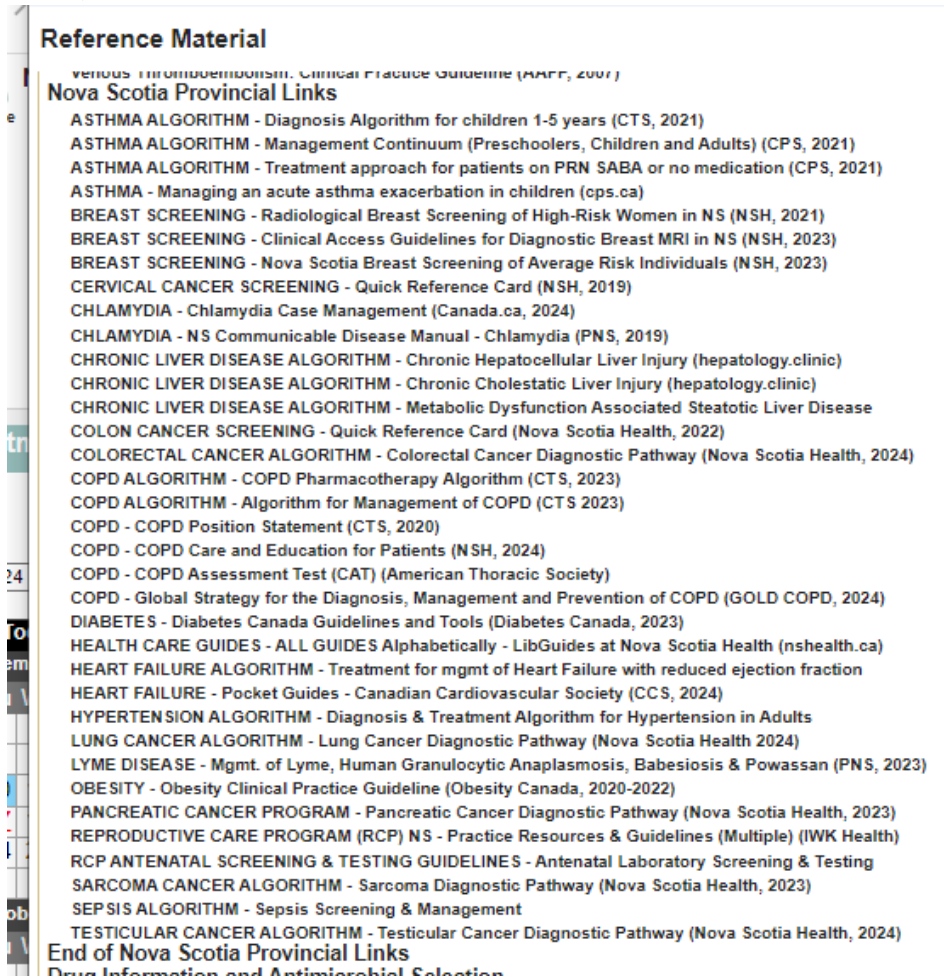 Reference Material
Venous Thromboembolism: Clinical Practice Guideline (AAFP, 2007)
Nova Scotia Provincial Links
ASTHMA ALGORITHM - Diagnosis Algorithm for children 1-5 years (CTS, 2021)
ASTHMA ALGORITHM - Management Continuum (Preschoolers, Children and Adults) (CPS, 2021)
ASTHMA ALGORITHM - Treatment approach for patients on PRN SABA or no medication (CPS, 2021)
ASTHMA - Managing an acute asthma exacerbation in children (cps.ca)
BREAST SCREENING - Radiological Breast Screening of High-Risk Women in NS (NSH, 2021)
BREAST SCREENING - Clinical Access Guidelines for Diagnostic Breast MRI in NS (NSH, 2023)
BREAST SCREENING - Nova Scotia Breast Screening of Average Risk Individuals (NSH, 2023)
CERVICAL CANCER SCREENING - Quick Reference Card (NSH, 2019)
CHLAMYDIA - Chlamydia Case Management (Canada.ca, 2024)
CHLAMYDIA - NS Communicable Disease Manual - Chlamydia (PNS, 2019)
CHRONIC LIVER DISEASE ALGORITHM - Chronic Hepatocellular Liver Injury (hepatology.clinic)
CHRONIC LIVER DISEASE ALGORITHM - Chronic Cholestatic Liver Injury (hepatology.clinic)
CHRONIC LIVER DISEASE ALGORITHM - Metabolic Dysfunction Associated Steatotic Liver Disease
COLON CANCER SCREENING - Quick Reference Card (Nova Scotia Health, 2022)
COLORECTAL CANCER ALGORITHM - Colorectal Cancer Diagnostic Pathway (Nova Scotia Health, 2024)
COPD ALGORITHM - COPD Pharmacotherapy Algorithm (CTS, 2023)
COPD ALGORITHM - Algorithm for Management of COPD (CTS 2023)
COPD - COPD Position Statement (CTS, 2020)
COPD - COPD Care and Education for Patients (NSH, 2024)
COPD - COPD Assessment Test (CAT) (American Thoracic Society)
COPD - Global Strategy for the Diagnosis, Management and Prevention of COPD (GOLD COPD, 2024)
DIABETES - Diabetes Canada Guidelines and Tools (Diabetes Canada, 2023)
HEALTH CARE GUIDES - ALL GUIDES Alphabetically - LibGuides at Nova Scotia Health (nshealth.ca)
HEART FAILURE ALGORITHM - Treatment for mgmt of Heart Failure with reduced ejection fraction
HEART FAILURE - Pocket Guides - Canadian Cardiovascular Society (CCS, 2024)
HYPERTENSION ALGORITHM - Diagnosis & Treatment Algorithm for Hypertension in Adults
LUNG CANCER ALGORITHM - Lung Cancer Diagnostic Pathway (Nova Scotia Health 2024)
LYME DISEASE - Mgmt. of Lyme, Human Granulocytic Anaplasmosis, Babesiosis & Powassan (PNS, 2023)
OBESITY - Obesity Clinical Practice Guideline (Obesity Canada, 2020-2022)
PANCREATIC CANCER PROGRAM - Pancreatic Cancer Diagnostic Pathway (Nova Scotia Health, 2023)
REPRODUCTIVE CARE PROGRAM (RCP) NS - Practice Resources & Guidelines (Multiple) (IWK Health)
RCP ANTENATAL SCREENING & TESTING GUIDELINES - Antenatal Laboratory Screening & Testing
SARCOMA CANCER ALGORITHM - Sarcoma Diagnostic Pathway (Nova Scotia Health, 2023)
SEPSIS ALGORITHM - Sepsis Screening & Management
TESTICULAR CANCER ALGORITHM - Testicular Cancer Diagnostic Pathway (Nova Scotia Health, 2024)
End of Nova Scotia Provincial Links
Drug Information and Antimicrobial Selection